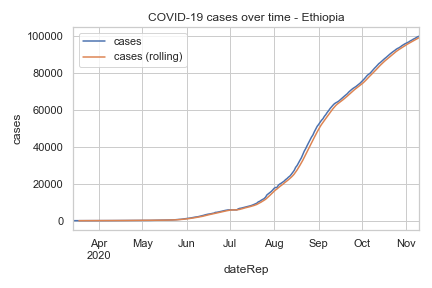 COVID-19 cases over time - Ethiopia
cases
cases (rolling)
100000
80000
60000
40000
20000
0
cases
Apr
2020
May
Jun
Jul
Aug
Sep
Oct
Nov
dateRep